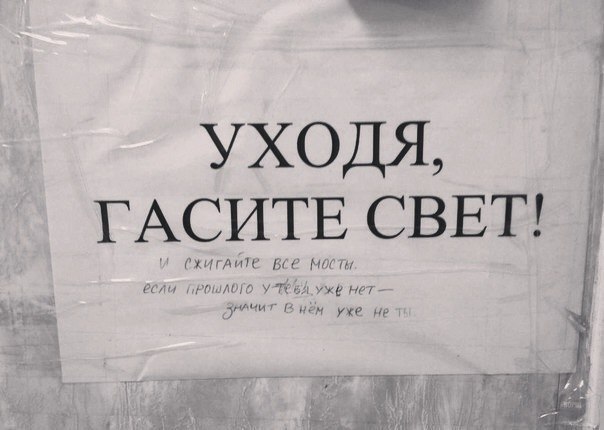 УХОДЯ,
ГАСИТЕ СВЕТ!
И СЖИГАЙТЕ ВСЕ МОСТЫ.
ЕСЛИ ПРОШЛОГО У ТЕБЯ УЖЕ НЕТ —
ЗНАЧИТ В НЁМ УЖЕ НЕ ТЫ